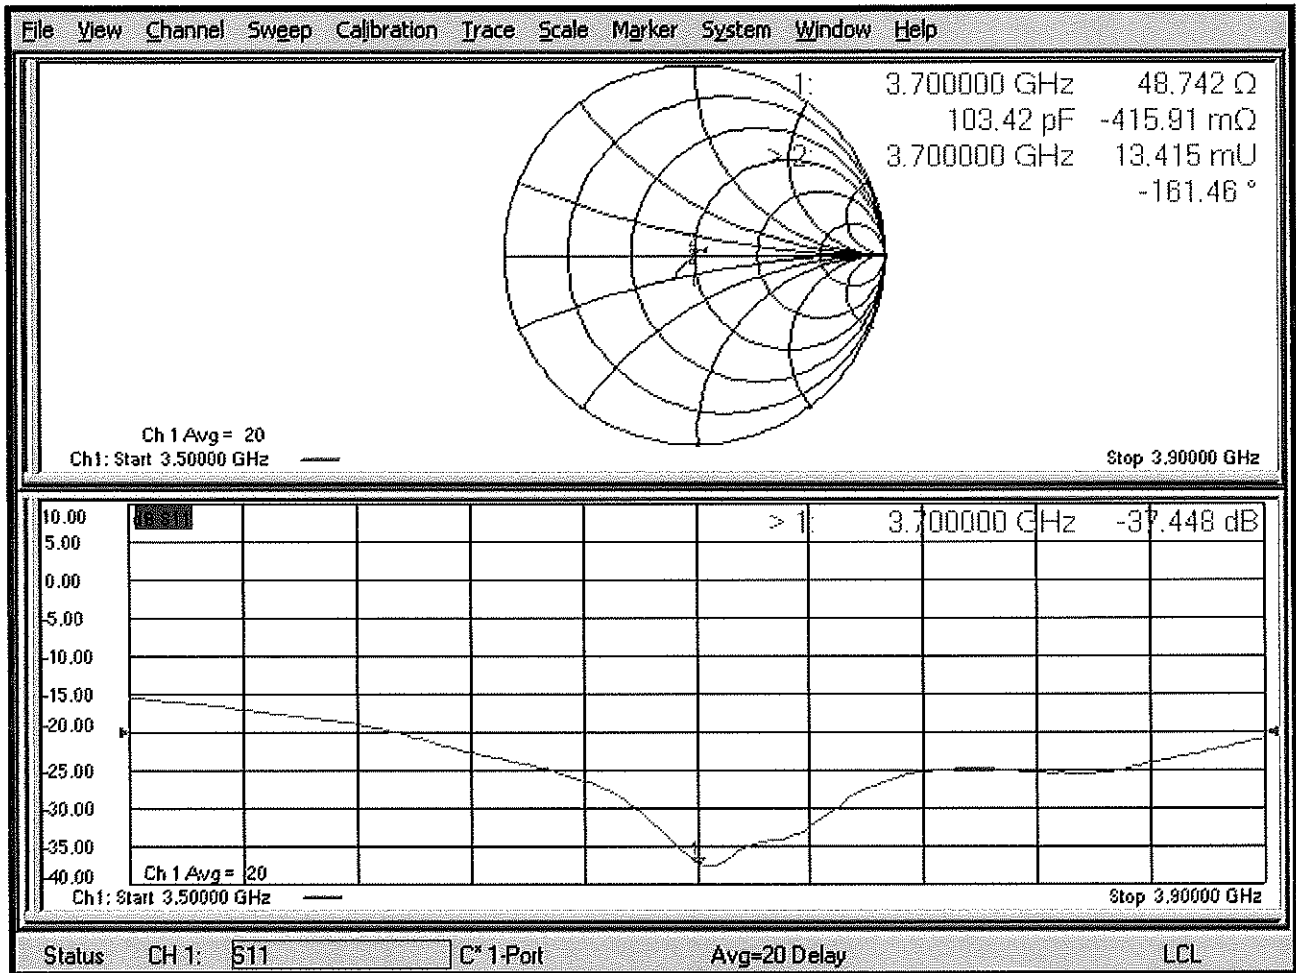 File View Channel Sweep Calibration Trace Scale Marker System Window Help
1: 3.700000 GHz 48.742 Ω
103.42 pF -415.91 mΩ
> 2: 3.700000 GHz 13.415 mU
-161.46 °
Ch 1 Avg = 20
Ch1: Start 3.50000 GHz
Stop 3.90000 GHz
10.00
dB S11
> 1: 3.700000 GHz -37.448 dB
5.00
0.00
-5.00
-10.00
-15.00
-20.00
-25.00
-30.00
-35.00
1
-40.00
Ch 1 Avg = 20
Ch1: Start 3.50000 GHz
Stop 3.90000 GHz
Status CH 1: S11 C* 1-Port Avg=20 Delay LCL